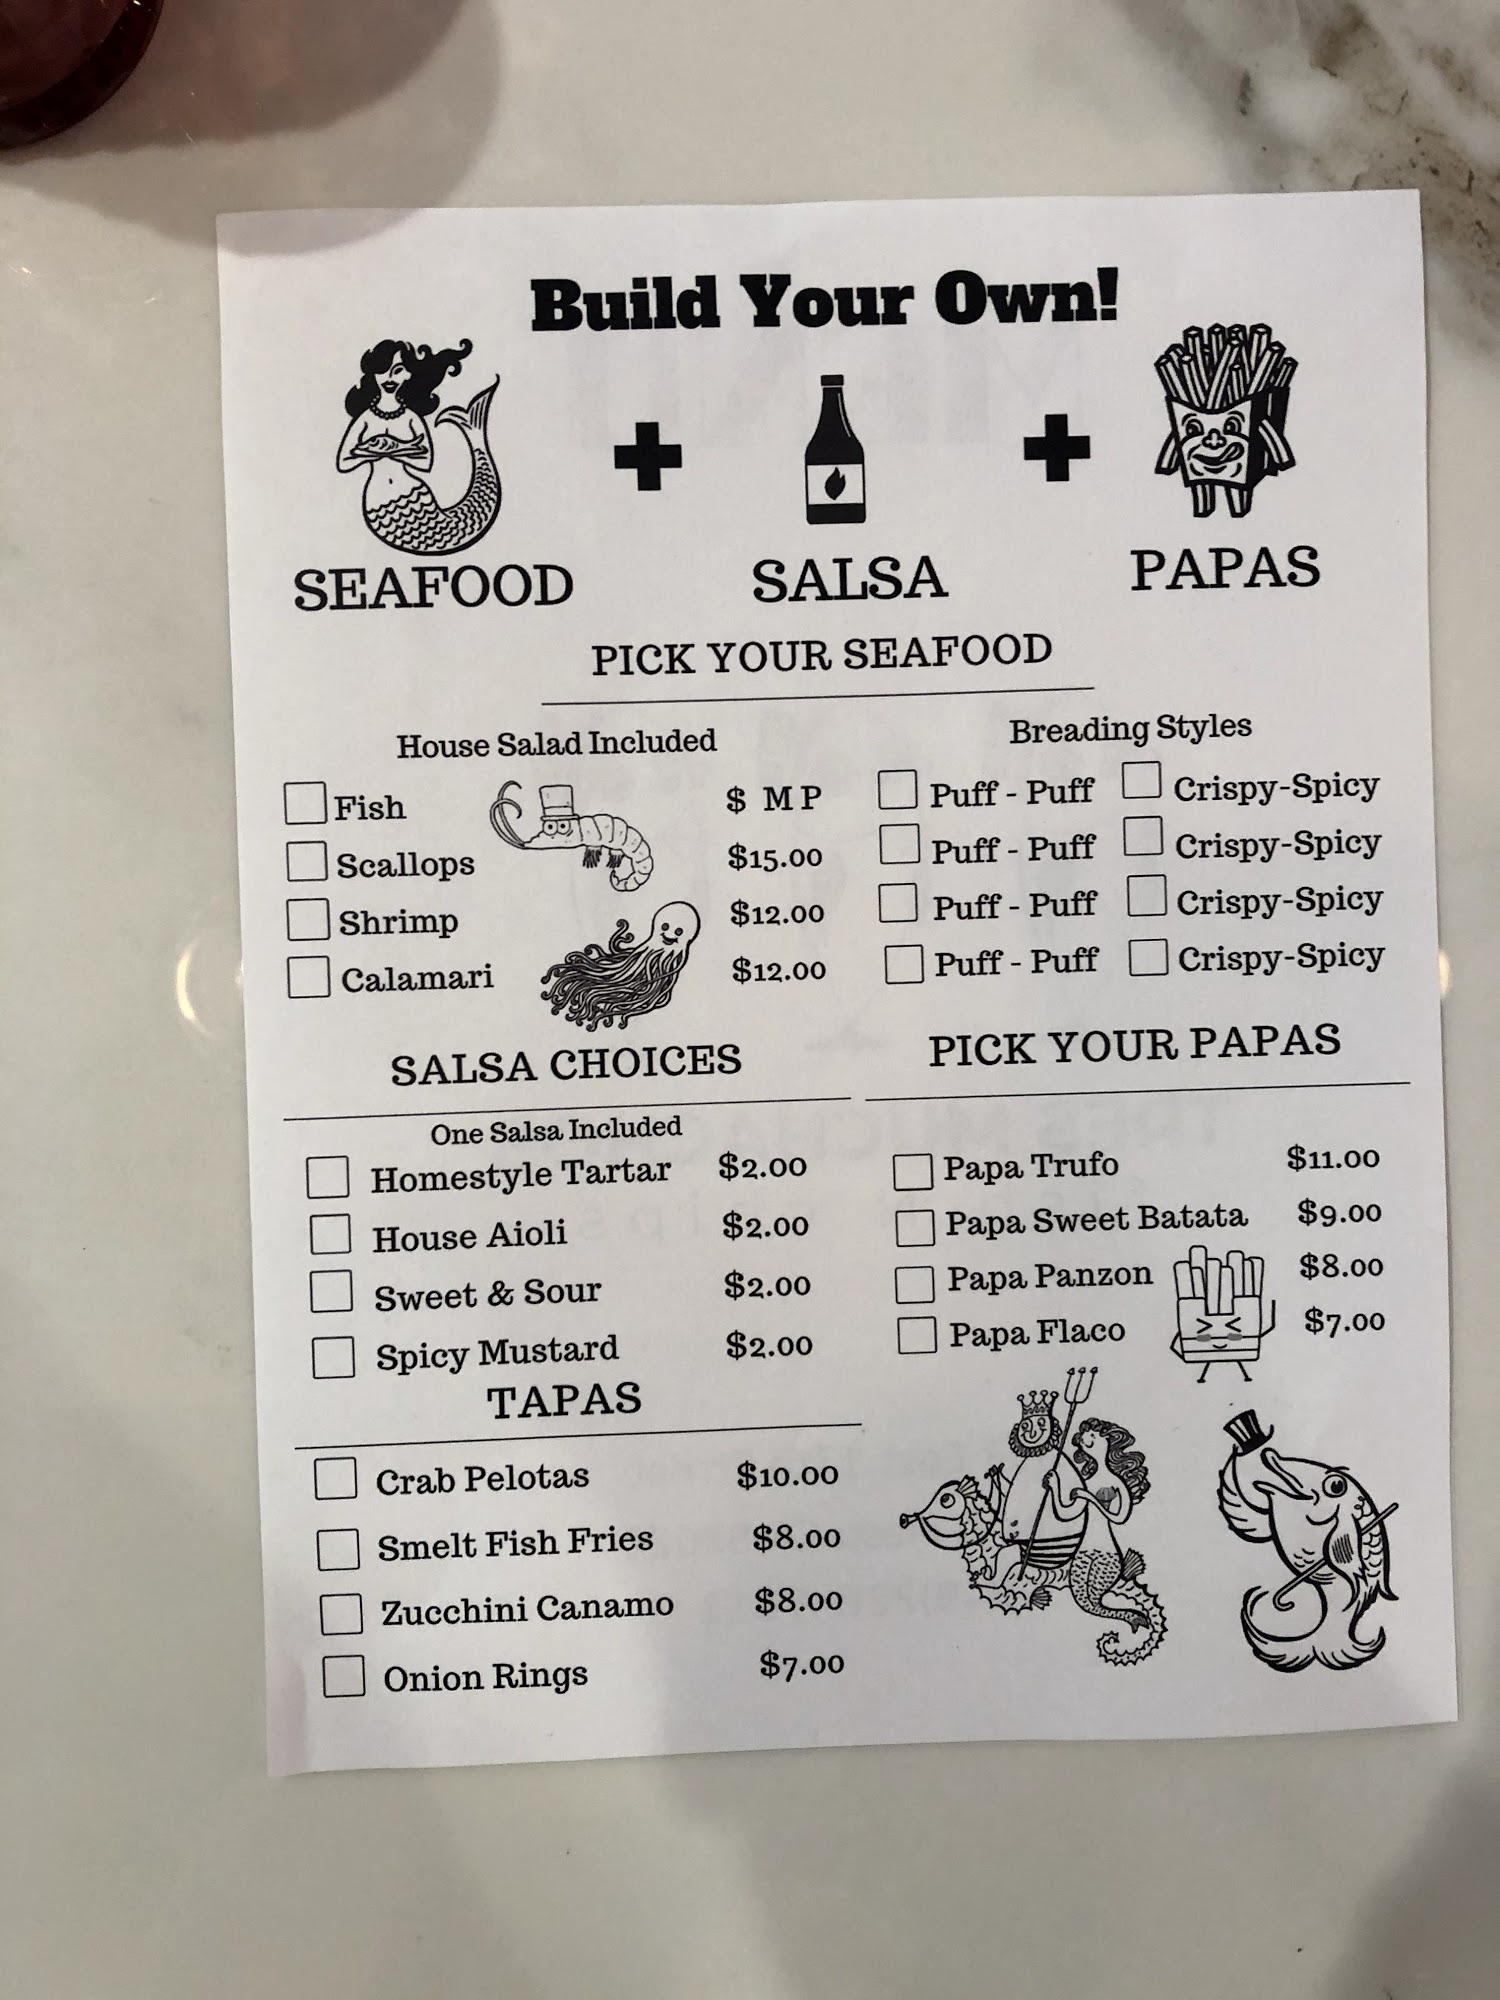 Build Your Own!
SEAFOOD + SALSA + PAPAS
PICK YOUR SEAFOOD
House Salad Included
Fish $ M P
Scallops $15.00
Shrimp $12.00
Calamari $12.00
Breading Styles
Puff - Puff Crispy-Spicy
Puff - Puff Crispy-Spicy
Puff - Puff Crispy-Spicy
Puff - Puff Crispy-Spicy
SALSA CHOICES
One Salsa Included
Homestyle Tartar $2.00
House Aioli $2.00
Sweet & Sour $2.00
Spicy Mustard $2.00
PICK YOUR PAPAS
Papa Trufo $11.00
Papa Sweet Batata $9.00
Papa Panzon $8.00
Papa Flaco $7.00
TAPAS
Crab Pelotas $10.00
Smelt Fish Fries $8.00
Zucchini Canamo $8.00
Onion Rings $7.00